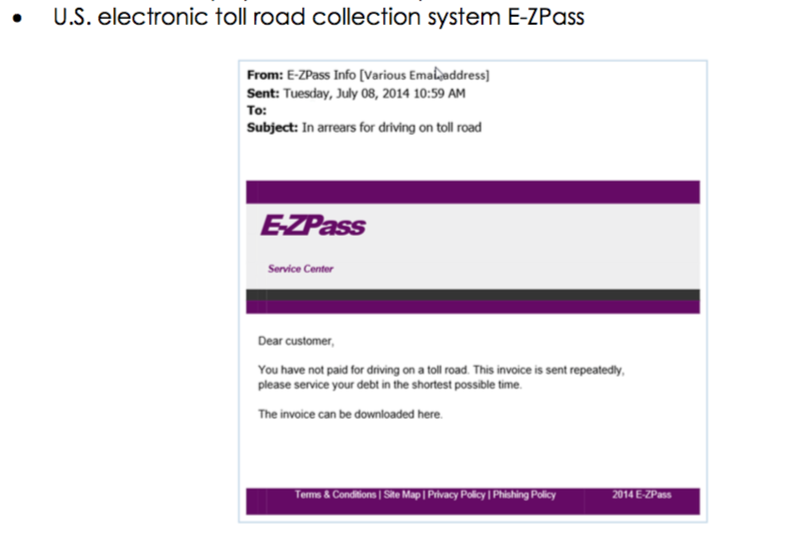 • U.S. electronic toll road collection system E-ZPass
From: E-ZPass Info [Various Email address]
Sent: Tuesday, July 08, 2014 10:59 AM
To:
Subject: In arrears for driving on toll road
E-ZPass
Service Center
Dear customer,
You have not paid for driving on a toll road. This invoice is sent repeatedly,
please service your debt in the shortest possible time.
The invoice can be downloaded here.
Terms & Conditions | Site Map | Privacy Policy | Phishing Policy 2014 E-ZPass